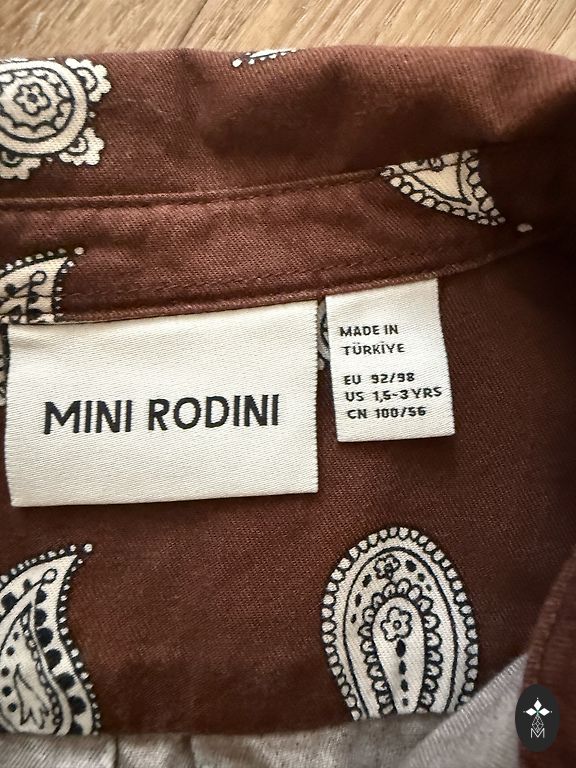 MINI RODINI
MADE IN
TÜRKİYE
EU 92/98
US 1,5-3 YRS
CN 100/56
M